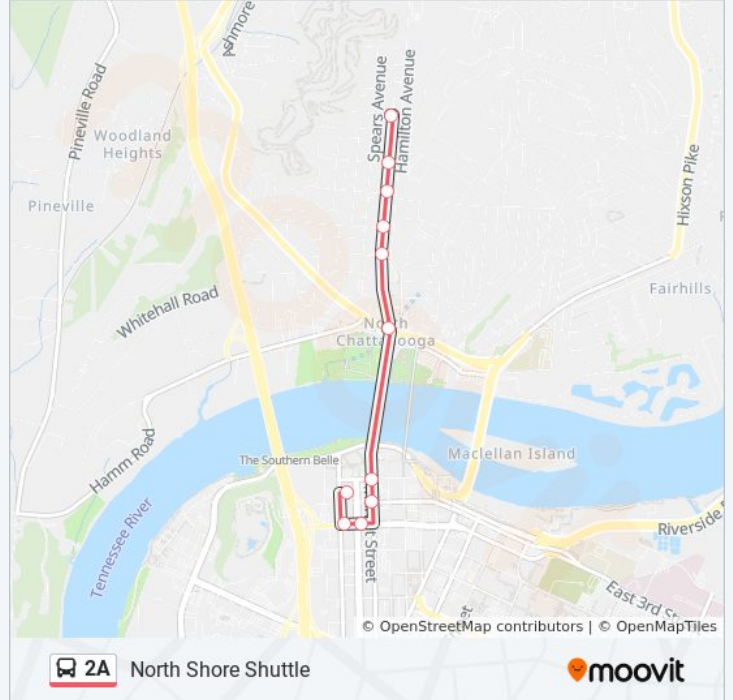 Ashmore
Pineville Road
Spears Avenue
Hamilton Avenue
Woodland
Heights
Hixson Pike
Pineville
Fairhills
Whitehall Road
North
Chattanooga
Hamm Road
The Southern Belle
Maclellan Island
Tennessee River
Riverside
Street
East 3rd St
© OpenStreetMap contributors | © OpenMapTiles
2A North Shore Shuttle
moovit